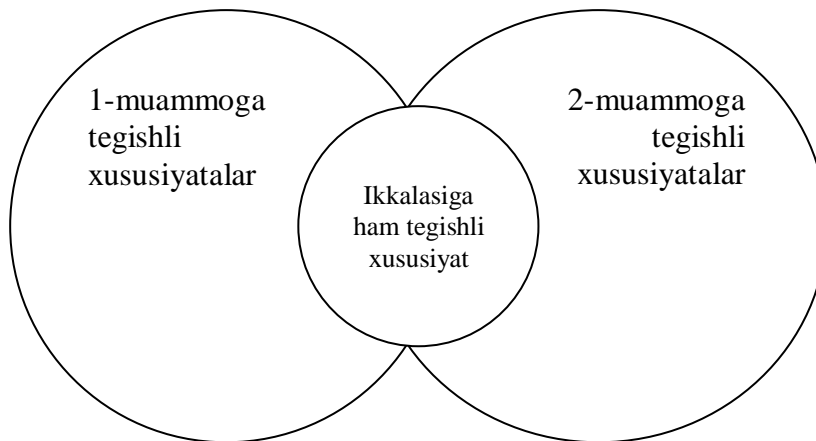 1-muammoga
tegishli
xususiyatalar
2-muammoga
tegishli
xususiyatalar
Ikkalasiga
ham tegishli
xususiyat